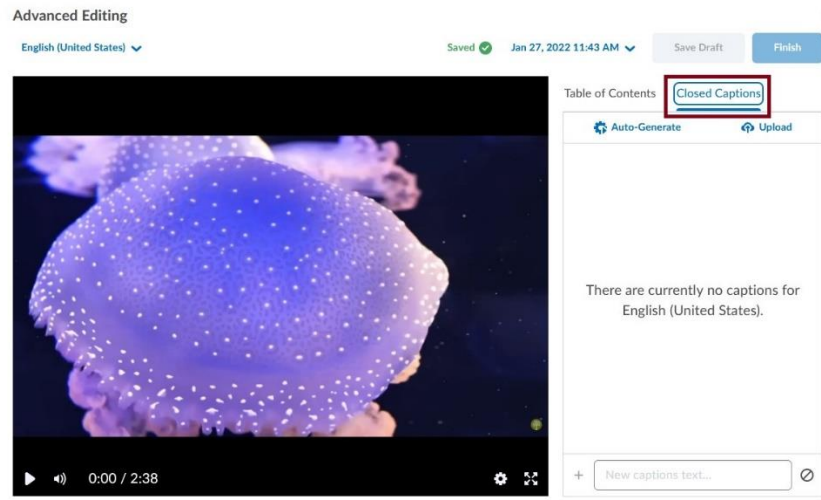 Advanced Editing
English (United States)
Saved
Jan 27, 2022 11:43 AM
Save Draft
Finish
Table of Contents
Closed Captions
Auto-Generate
Upload
There are currently no captions for
English (United States).
0:00 / 2:38
+ New captions text...